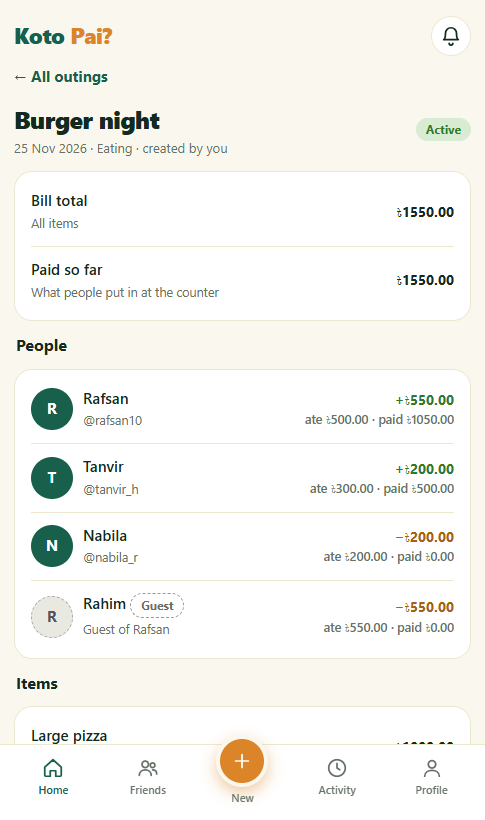 Koto Pai?
← All outings
Burger night
Active
25 Nov 2026 · Eating · created by you
Bill total
All items
৳1550.00
Paid so far
What people put in at the counter
৳1550.00
People
R
Rafsan
@rafsan10
+৳550.00
ate ৳500.00 · paid ৳1050.00
T
Tanvir
@tanvir_h
+৳200.00
ate ৳300.00 · paid ৳500.00
N
Nabila
@nabila_r
−৳200.00
ate ৳200.00 · paid ৳0.00
R
Rahim Guest
Guest of Rafsan
−৳550.00
ate ৳550.00 · paid ৳0.00
Items
Large pizza
Home
Friends
New
Activity
Profile